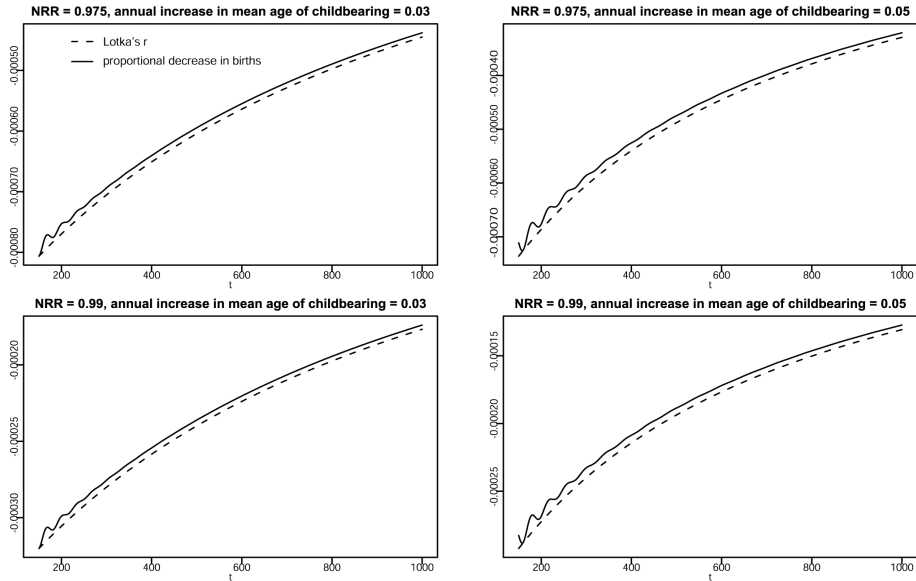 NRR = 0.975, annual increase in mean age of childbearing = 0.03
Lotka's r
proportional decrease in births
-0.00050
-0.00060
-0.00070
-0.00080
200 400 600 800 1000
t
NRR = 0.975, annual increase in mean age of childbearing = 0.05
-0.00040
-0.00050
-0.00060
-0.00070
200 400 600 800 1000
t
NRR = 0.99, annual increase in mean age of childbearing = 0.03
-0.00020
-0.00025
-0.00030
200 400 600 800 1000
t
NRR = 0.99, annual increase in mean age of childbearing = 0.05
-0.00015
-0.00020
-0.00025
200 400 600 800 1000
t